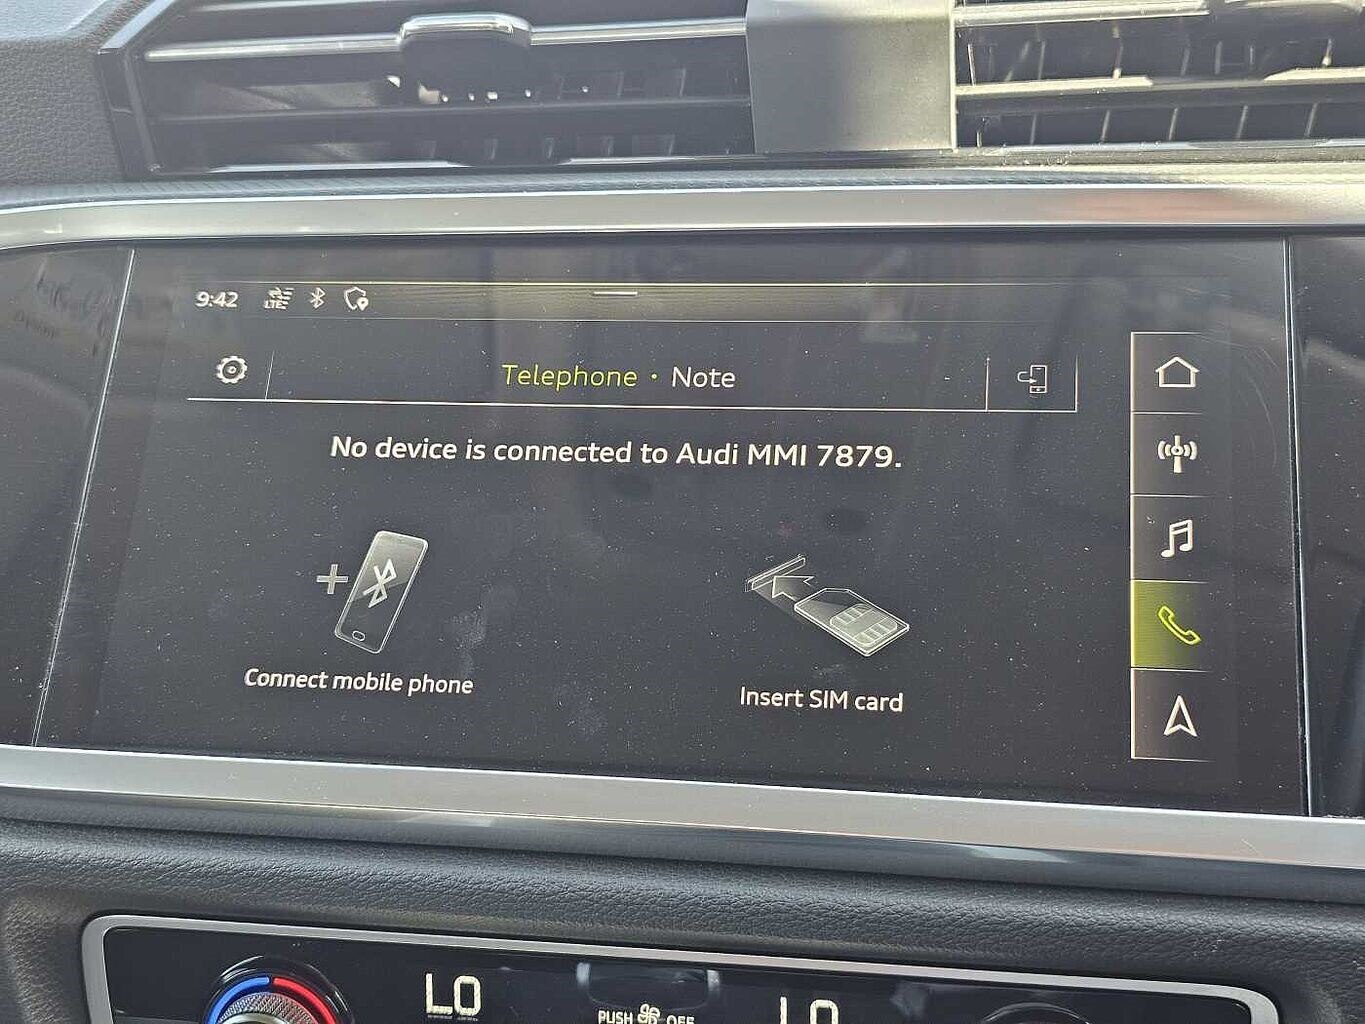 9:42 LTE
Telephone · Note
No device is connected to Audi MMI 7879.
Connect mobile phone
Insert SIM card
LO
PUSH OFF
LO